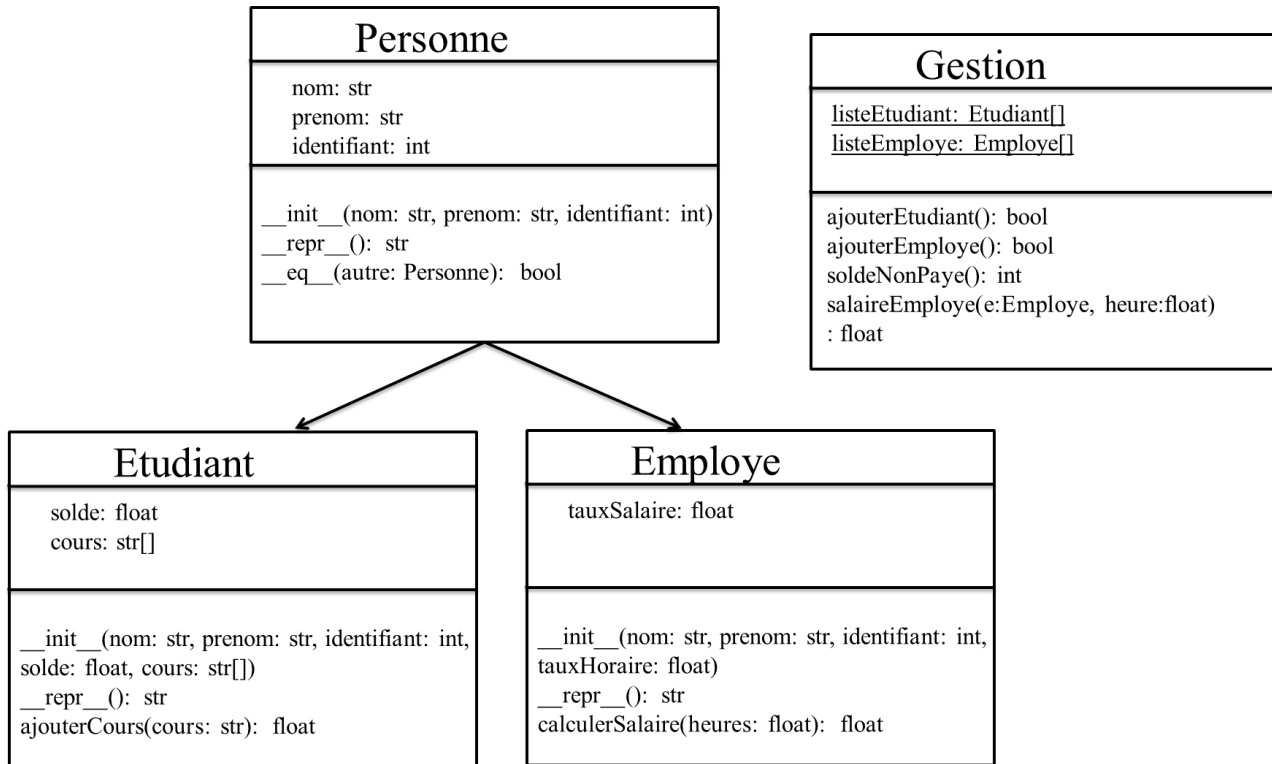 Personne
nom: str
prenom: str
identifiant: int
__init__(nom: str, prenom: str, identifiant: int)
__repr__(): str
__eq__(autre: Personne): bool
Gestion
listeEtudiant: Etudiant[]
listeEmploye: Employe[]
ajouterEtudiant(): bool
ajouterEmploye(): bool
soldeNonPaye(): int
salaireEmploye(e:Employe, heure:float)
: float
Etudiant
solde: float
cours: str[]
__init__(nom: str, prenom: str, identifiant: int,
solde: float, cours: str[])
__repr__(): str
ajouterCours(cours: str): float
Employe
tauxSalaire: float
__init__(nom: str, prenom: str, identifiant: int,
tauxHoraire: float)
__repr__(): str
calculerSalaire(heures: float): float